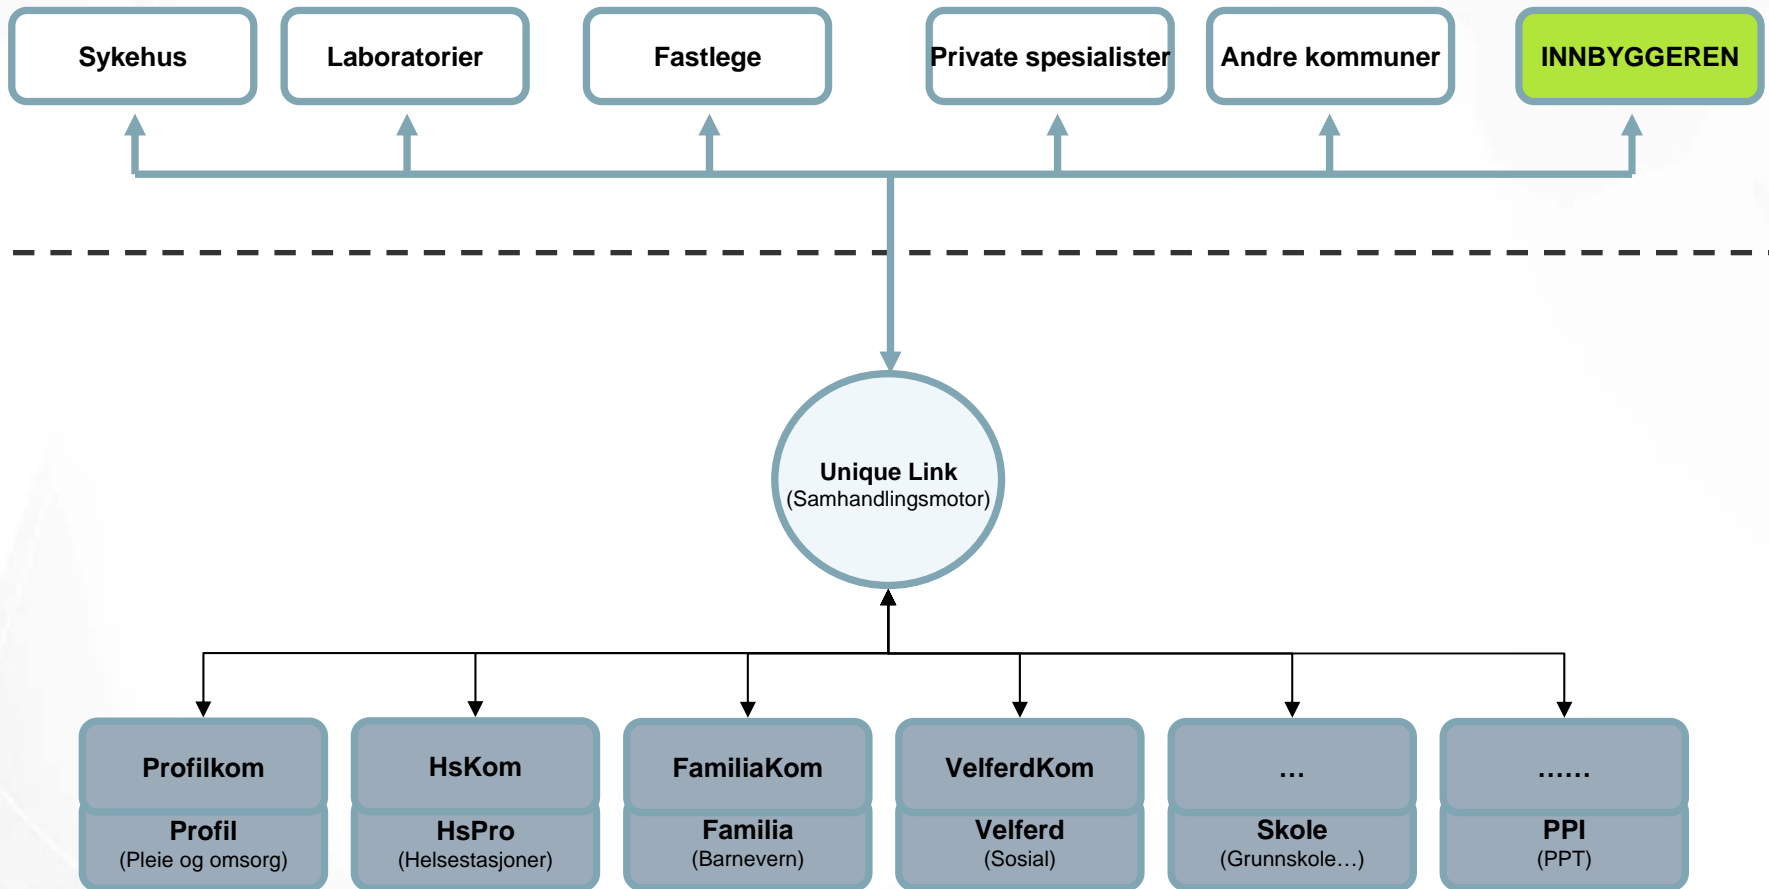 Sykehus
Laboratorier
Fastlege
Private spesialister
Andre kommuner
INNBYGGEREN
Unique Link
(Samhandlingsmotor)
Profilkom
HsKom
FamiliaKom
VelferdKom
...
......
Profil
(Pleie og omsorg)
HsPro
(Helsestasjoner)
Familia
(Barnevern)
Velferd
(Sosial)
Skole
(Grunnskole...)
PPI
(PPT)